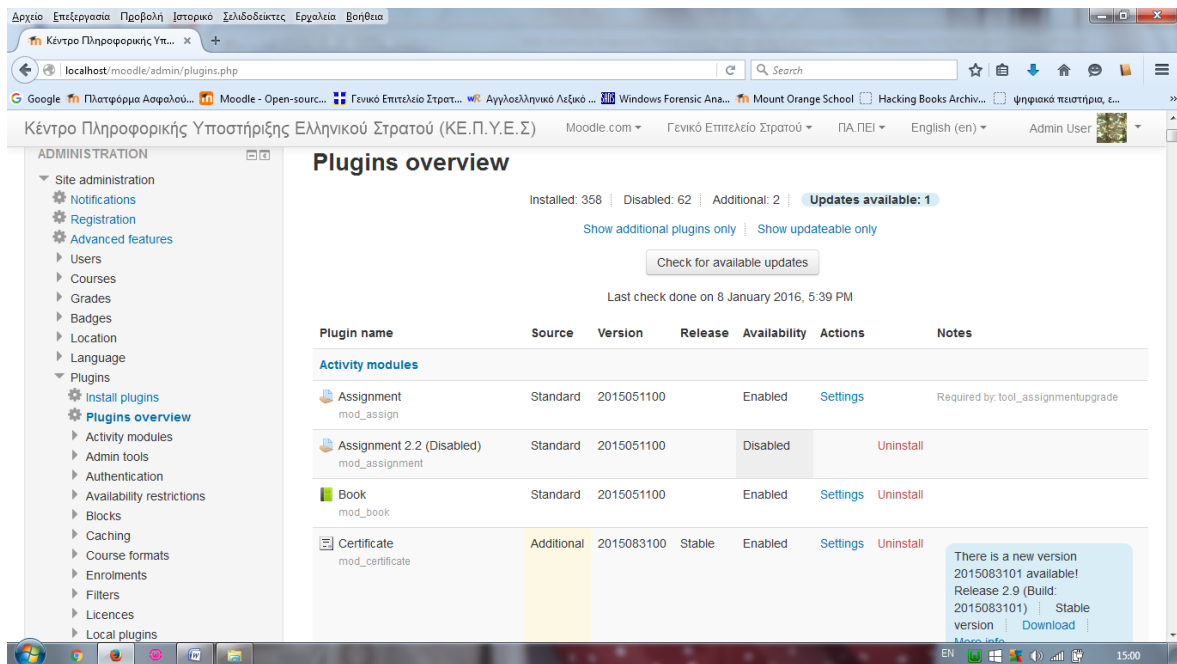 Αρχείο Επεξεργασία Προβολή Ιστορικό Σελιδοδείκτες Εργαλεία Βοήθεια
Κέντρο Πληροφορικής Υπ... × +
localhost/moodle/admin/plugins.php Search
Google Πλατφόρμα Ασφαλού... Moodle - Open-sourc... Γενικό Επιτελείο Στρατ... WR Αγγλοελληνικό Λεξικό ... SANS Windows Forensic Ana... Mount Orange School Hacking Books Archiv... ψηφιακά πειστήρια, ε... »
Κέντρο Πληροφορικής Υποστήριξης Ελληνικού Στρατού (ΚΕ.Π.Υ.Ε.Σ) Moodle.com Γενικό Επιτελείο Στρατού ΠΑ.ΠΕΙ English (en) Admin User
ADMINISTRATION
Site administration
Notifications
Registration
Advanced features
Users
Courses
Grades
Badges
Location
Language
Plugins
Install plugins
Plugins overview
Activity modules
Admin tools
Authentication
Availability restrictions
Blocks
Caching
Course formats
Enrolments
Filters
Licences
Local plugins
Plugins overview
Installed: 358 Disabled: 62 Additional: 2 Updates available: 1
Show additional plugins only Show updateable only
Check for available updates
Last check done on 8 January 2016, 5:39 PM
Plugin name Source Version Release Availability Actions Notes
Activity modules
Assignment Standard 2015051100 Enabled Settings Required by: tool_assignmentupgrade
mod_assign
Assignment 2.2 (Disabled) Standard 2015051100 Disabled Uninstall
mod_assignment
Book Standard 2015051100 Enabled Settings Uninstall
mod_book
Certificate Additional 2015083100 Stable Enabled Settings Uninstall
mod_certificate
There is a new version
2015083101 available!
Release 2.9 (Build:
2015083101) Stable
version Download
More info
EN 15:00